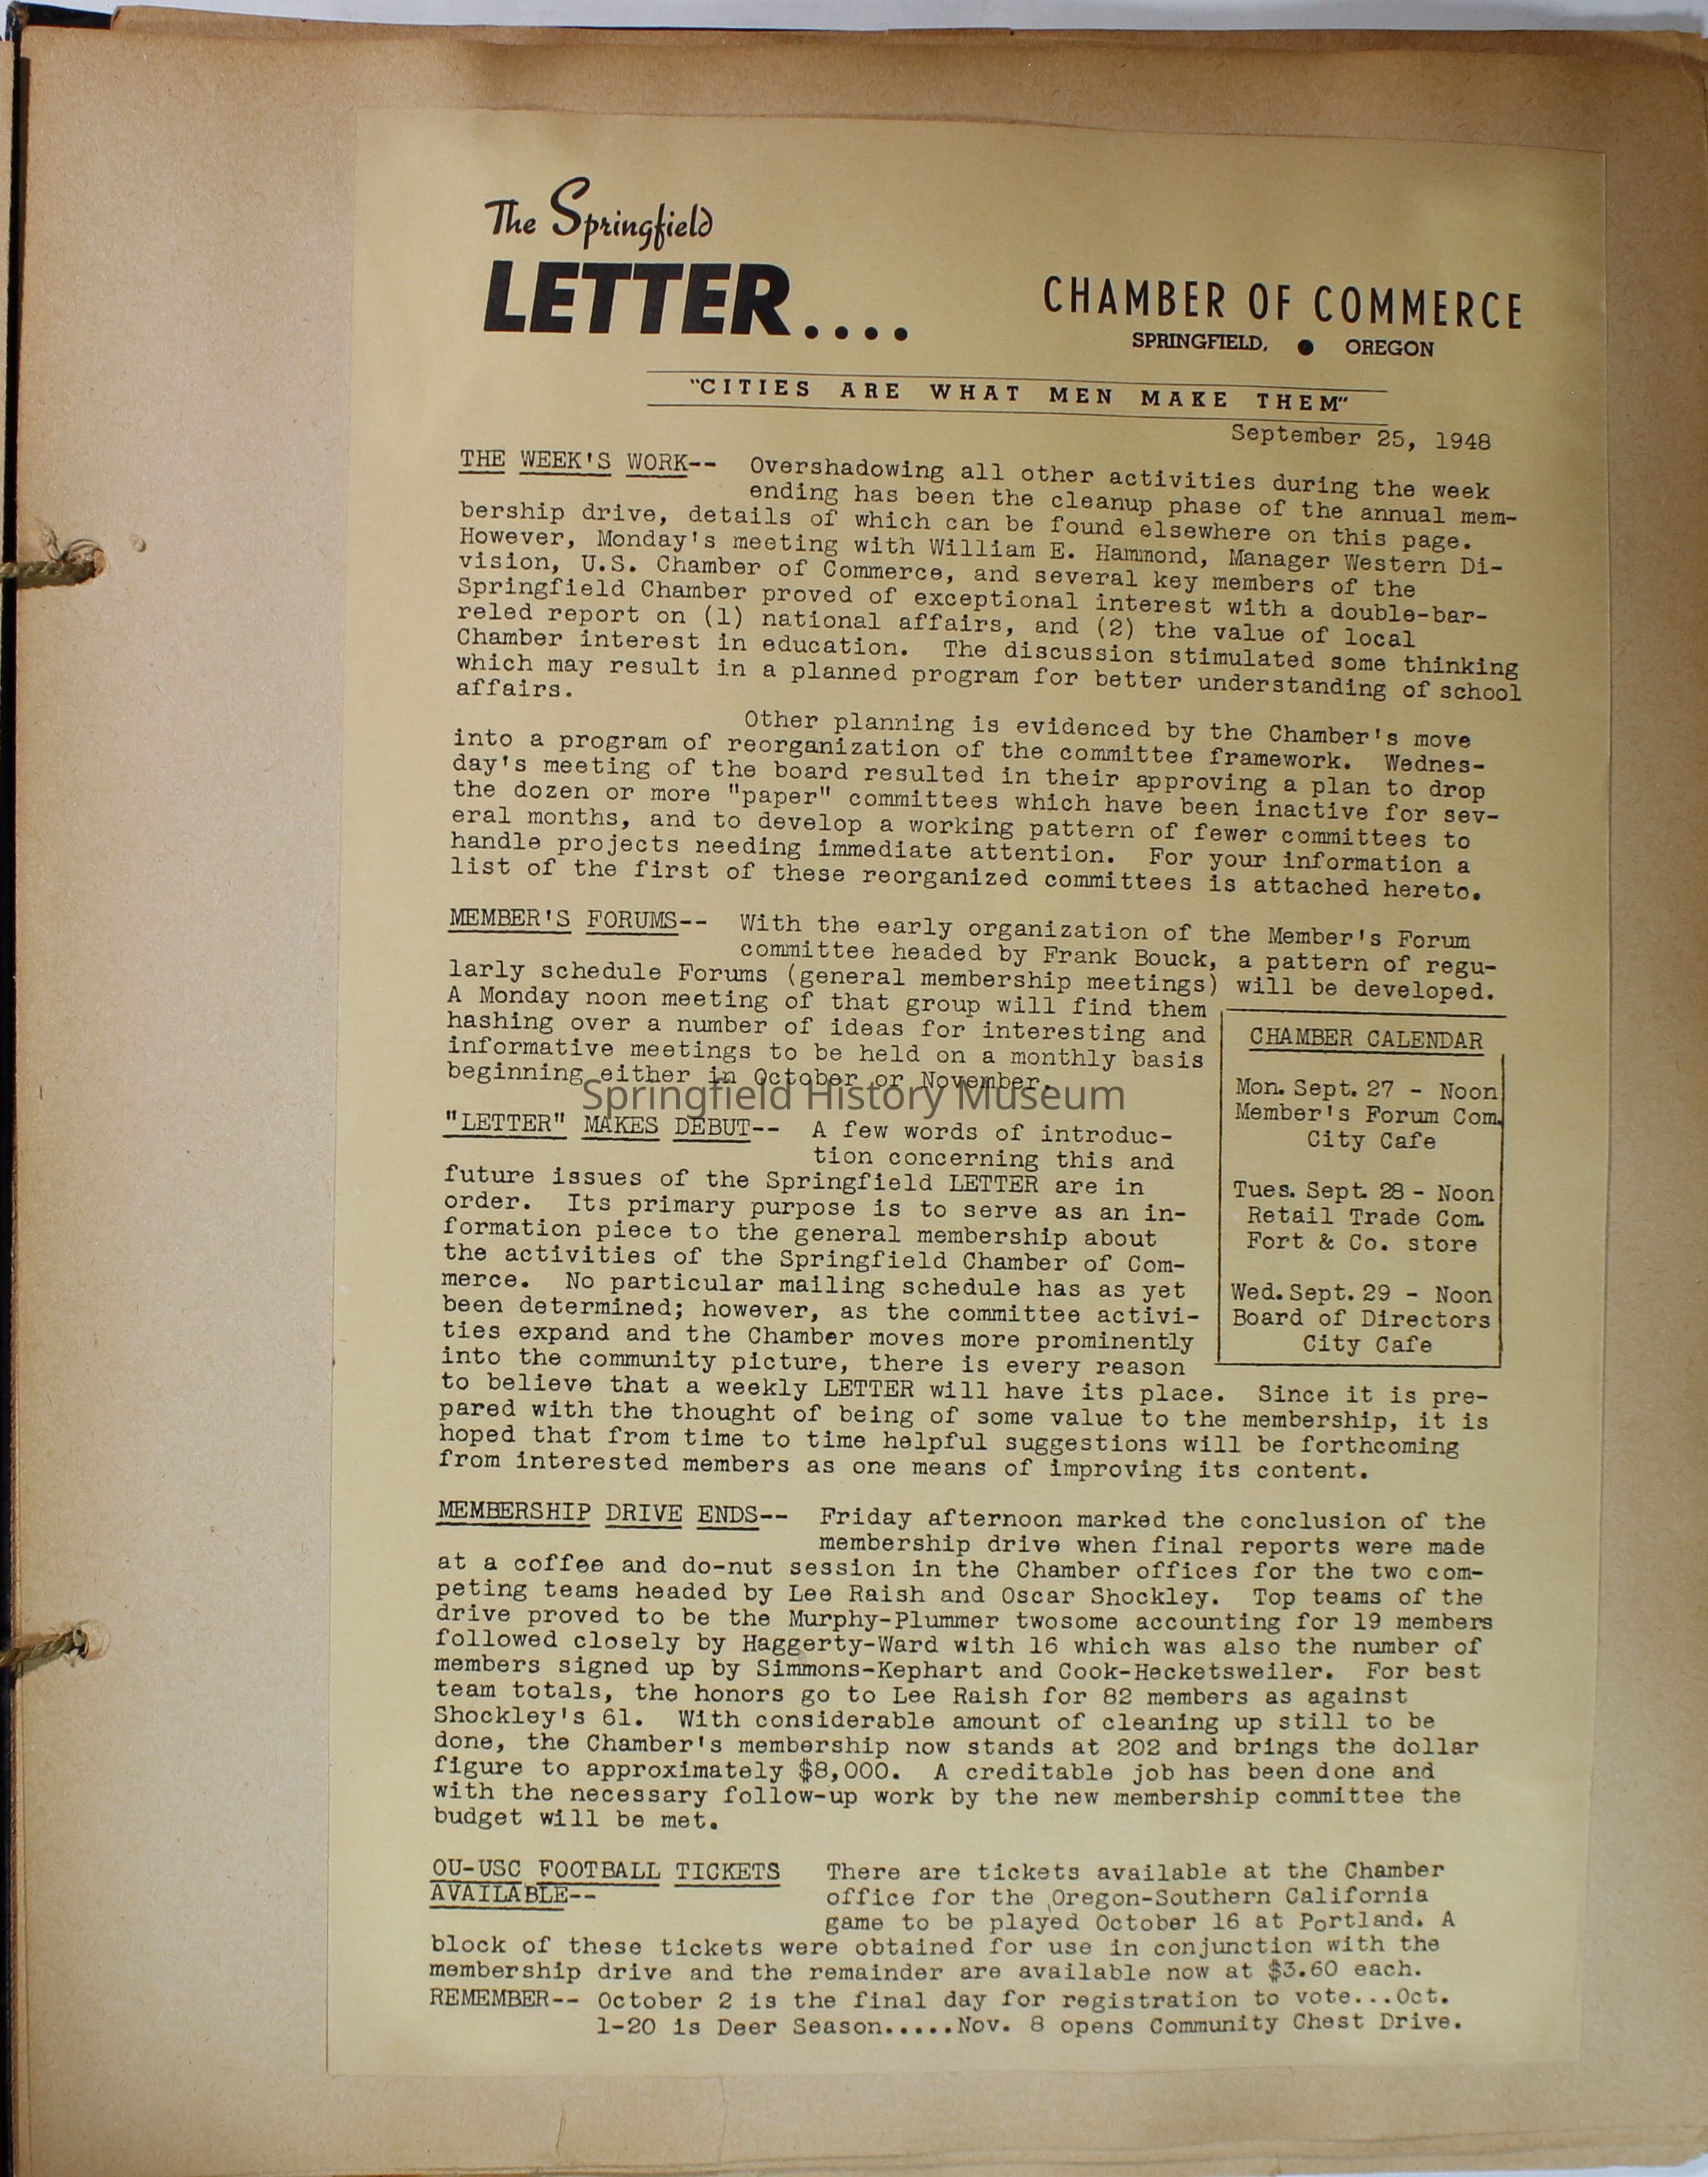 The Springfield
LETTER....
CHAMBER OF COMMERCE
SPRINGFIELD, ● OREGON
"CITIES ARE WHAT MEN MAKE THEM"
September 25, 1948
THE WEEK'S WORK-- Overshadowing all other activities during the week
ending has been the cleanup phase of the annual mem-
bership drive, details of which can be found elsewhere on this page.
However, Monday's meeting with William E. Hammond, Manager Western Di-
vision, U.S. Chamber of Commerce, and several key members of the
Springfield Chamber proved of exceptional interest with a double-bar-
reled report on (1) national affairs, and (2) the value of local
Chamber interest in education. The discussion stimulated some thinking
which may result in a planned program for better understanding of school
affairs.
Other planning is evidenced by the Chamber's move
into a program of reorganization of the committee framework. Wednes-
day's meeting of the board resulted in their approving a plan to drop
the dozen or more "paper" committees which have been inactive for sev-
eral months, and to develop a working pattern of fewer committees to
handle projects needing immediate attention. For your information a
list of the first of these reorganized committees is attached hereto.
MEMBER'S FORUMS-- With the early organization of the Member's Forum
committee headed by Frank Bouck, a pattern of regu-
larly schedule Forums (general membership meetings) will be developed.
A Monday noon meeting of that group will find them
hashing over a number of ideas for interesting and
informative meetings to be held on a monthly basis
beginning either in October or November.
Springfield History Museum
"LETTER" MAKES DEBUT-- A few words of introduc-
tion concerning this and
future issues of the Springfield LETTER are in
order. Its primary purpose is to serve as an in-
formation piece to the general membership about
the activities of the Springfield Chamber of Com-
merce. No particular mailing schedule has as yet
been determined; however, as the committee activi-
ties expand and the Chamber moves more prominently
into the community picture, there is every reason
to believe that a weekly LETTER will have its place. Since it is pre-
pared with the thought of being of some value to the membership, it is
hoped that from time to time helpful suggestions will be forthcoming
from interested members as one means of improving its content.
CHAMBER CALENDAR
Mon. Sept. 27 - Noon
Member's Forum Com.
City Cafe
Tues. Sept. 28 - Noon
Retail Trade Com.
Fort & Co. store
Wed. Sept. 29 - Noon
Board of Directors
City Cafe
MEMBERSHIP DRIVE ENDS-- Friday afternoon marked the conclusion of the
membership drive when final reports were made
at a coffee and do-nut session in the Chamber offices for the two com-
peting teams headed by Lee Raish and Oscar Shockley. Top teams of the
drive proved to be the Murphy-Plummer twosome accounting for 19 members
followed closely by Haggerty-Ward with 16 which was also the number of
members signed up by Simmons-Kephart and Cook-Hecketsweiler. For best
team totals, the honors go to Lee Raish for 82 members as against
Shockley's 61. With considerable amount of cleaning up still to be
done, the Chamber's membership now stands at 202 and brings the dollar
figure to approximately $8,000. A creditable job has been done and
with the necessary follow-up work by the new membership committee the
budget will be met.
OU-USC FOOTBALL TICKETS There are tickets available at the Chamber
AVAILABLE-- office for the Oregon-Southern California
game to be played October 16 at Portland. A
block of these tickets were obtained for use in conjunction with the
membership drive and the remainder are available now at $3.60 each.
REMEMBER-- October 2 is the final day for registration to vote...Oct.
1-20 is Deer Season.....Nov. 8 opens Community Chest Drive.